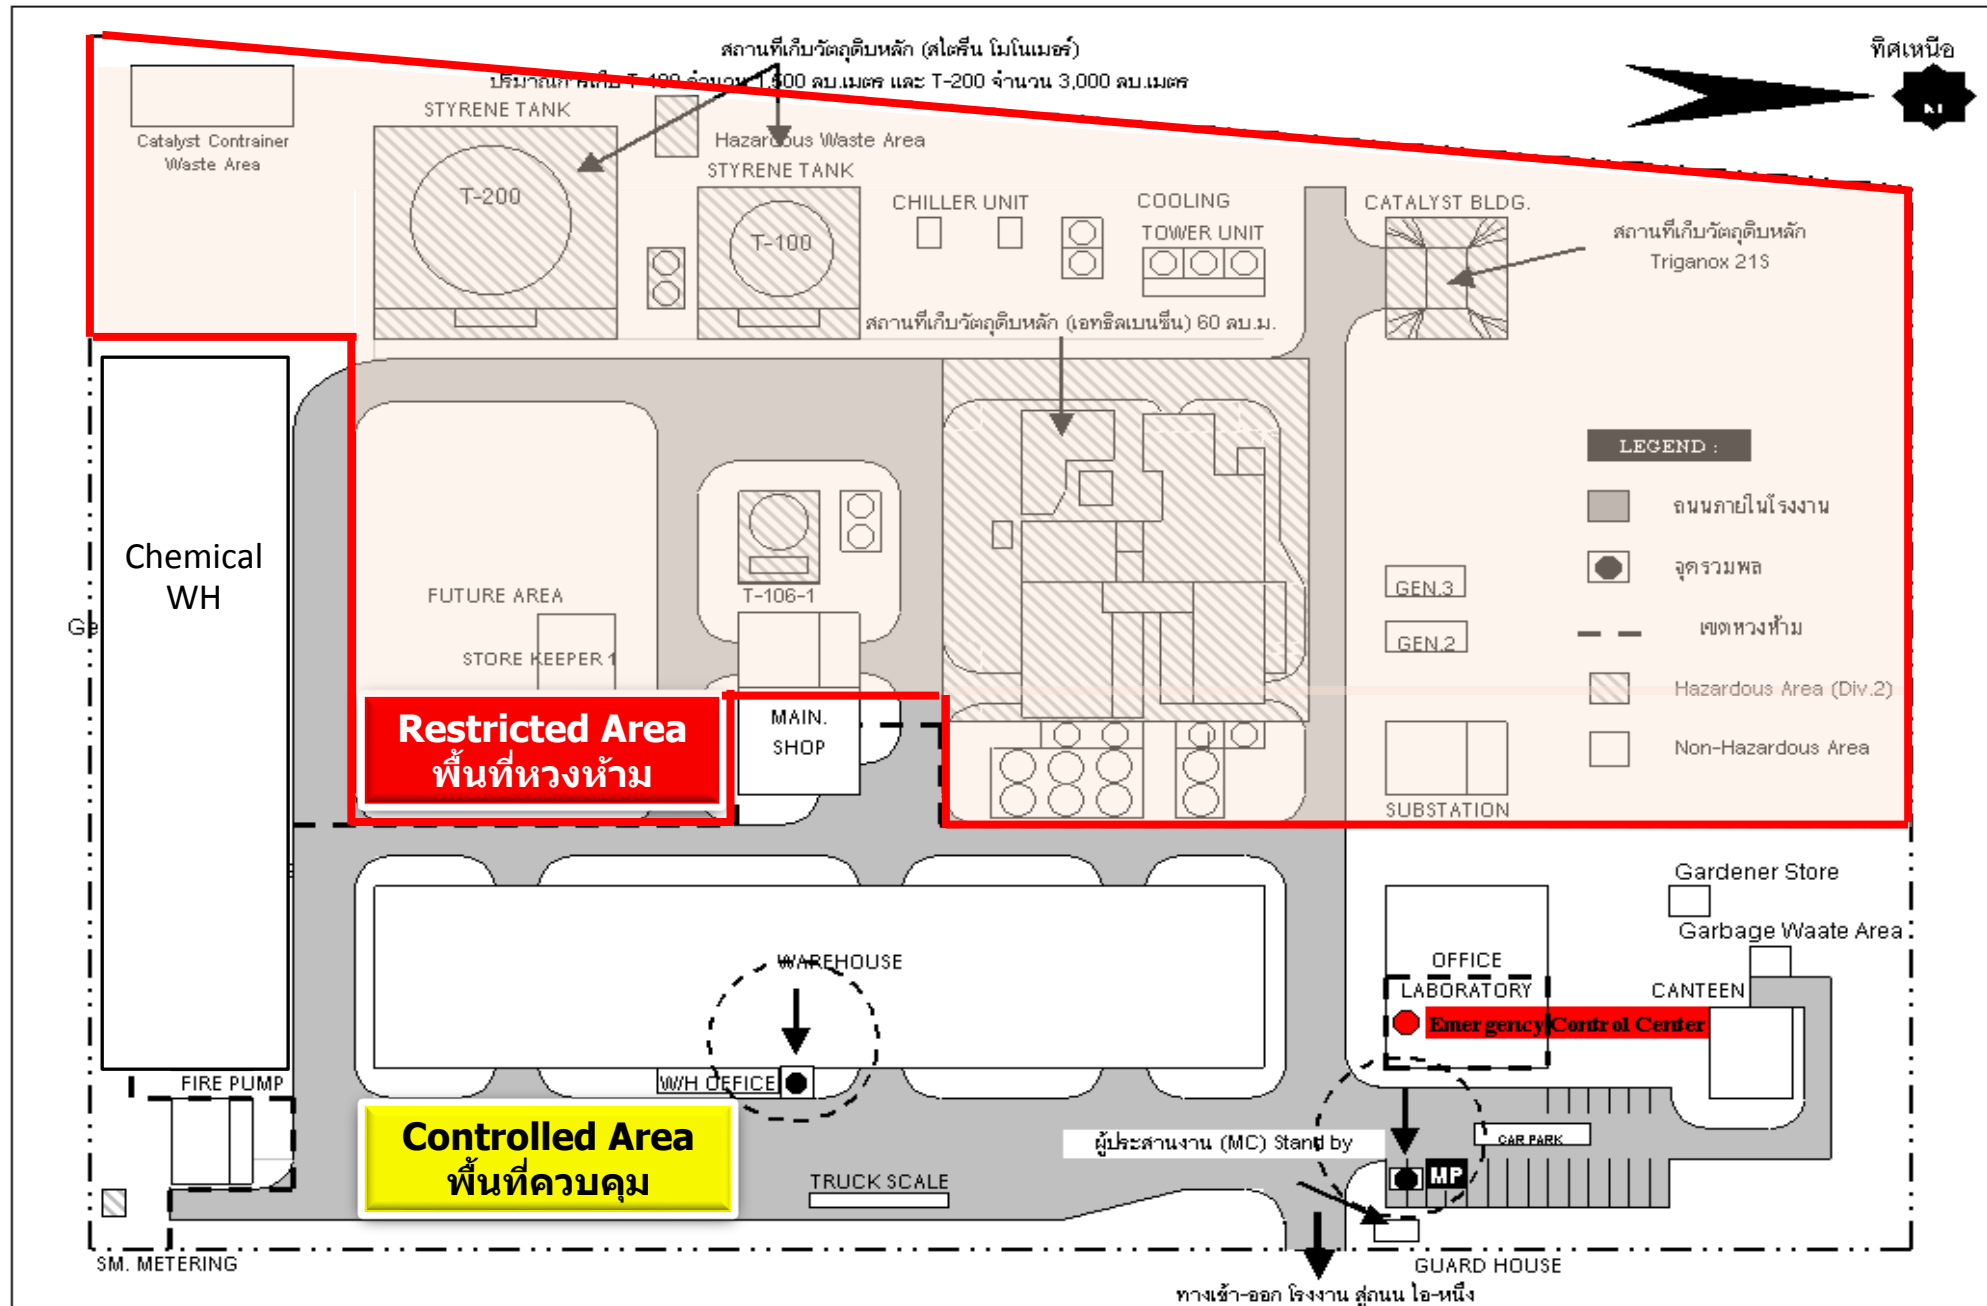 สถานที่เก็บวัตถุดิบหลัก (สไตรีน โมโนเมอร์)
ปริมาณการเก็บ T-100 จำนวน 1,500 ลบ.เมตร และ T-200 จำนวน 3,000 ลบ.เมตร
ทิศเหนือ
N
STYRENE TANK
Catalyst Contrainer
Waste Area
Hazardous Waste Area
STYRENE TANK
T-200
T-100
CHILLER UNIT
COOLING
TOWER UNIT
CATALYST BLDG.
สถานที่เก็บวัตถุดิบหลัก
Triganox 21S
สถานที่เก็บวัตถุดิบหลัก (เอทธิลเบนซีน) 60 ลบ.ม.
LEGEND :
ถนนภายในโรงงาน
จุดรวมพล
เขตหวงห้าม
Hazardous Area (Div.2)
Non-Hazardous Area
Chemical
WH
Ge
FUTURE AREA
STORE KEEPER 1
T-106-1
GEN.3
GEN.2
Restricted Area
พื้นที่หวงห้าม
MAIN.
SHOP
SUBSTATION
Gardener Store
Garbage Waate Area
WAREHOUSE
OFFICE
LABORATORY
CANTEEN
Emergency Control Center
FIRE PUMP
W/H OFFICE
Controlled Area
พื้นที่ควบคุม
ผู้ประสานงาน (MC) Stand by
CAR PARK
MP
TRUCK SCALE
SM. METERING
GUARD HOUSE
ทางเข้า-ออก โรงงาน สู่ถนน ไอ-หนึ่ง